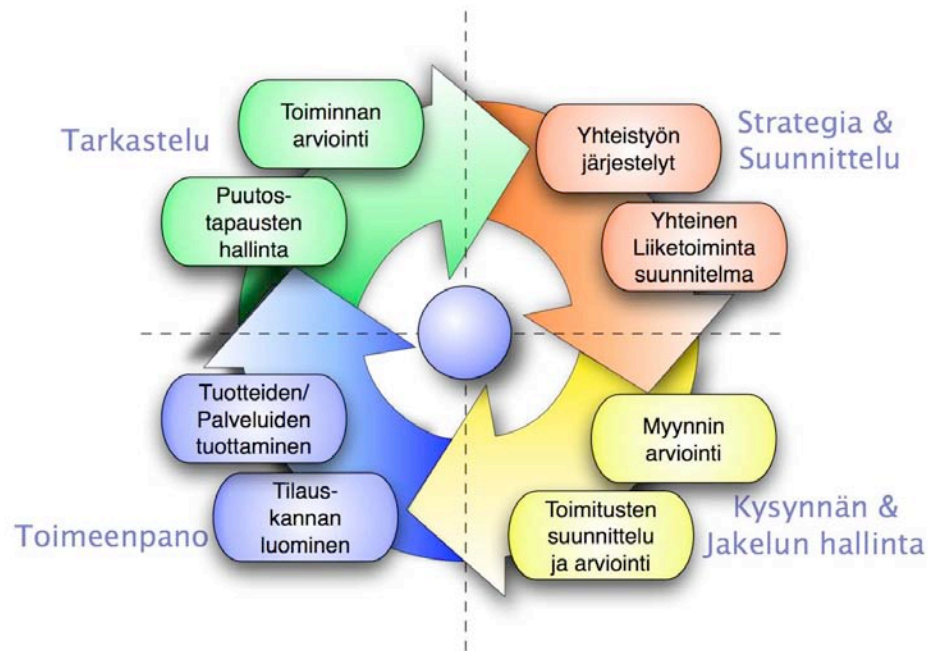 Tarkastelu
Toiminnan
arviointi
Puutos-
tapausten
hallinta
Strategia &
Suunnittelu
Yhteistyön
järjestelyt
Yhteinen
Liiketoiminta
suunnitelma
Myynnin
arviointi
Toimitusten
suunnittelu
ja arviointi
Kysynnän &
Jakelun hallinta
Tuotteiden/
Palveluiden
tuottaminen
Tilaus-
kannan
luominen
Toimeenpano